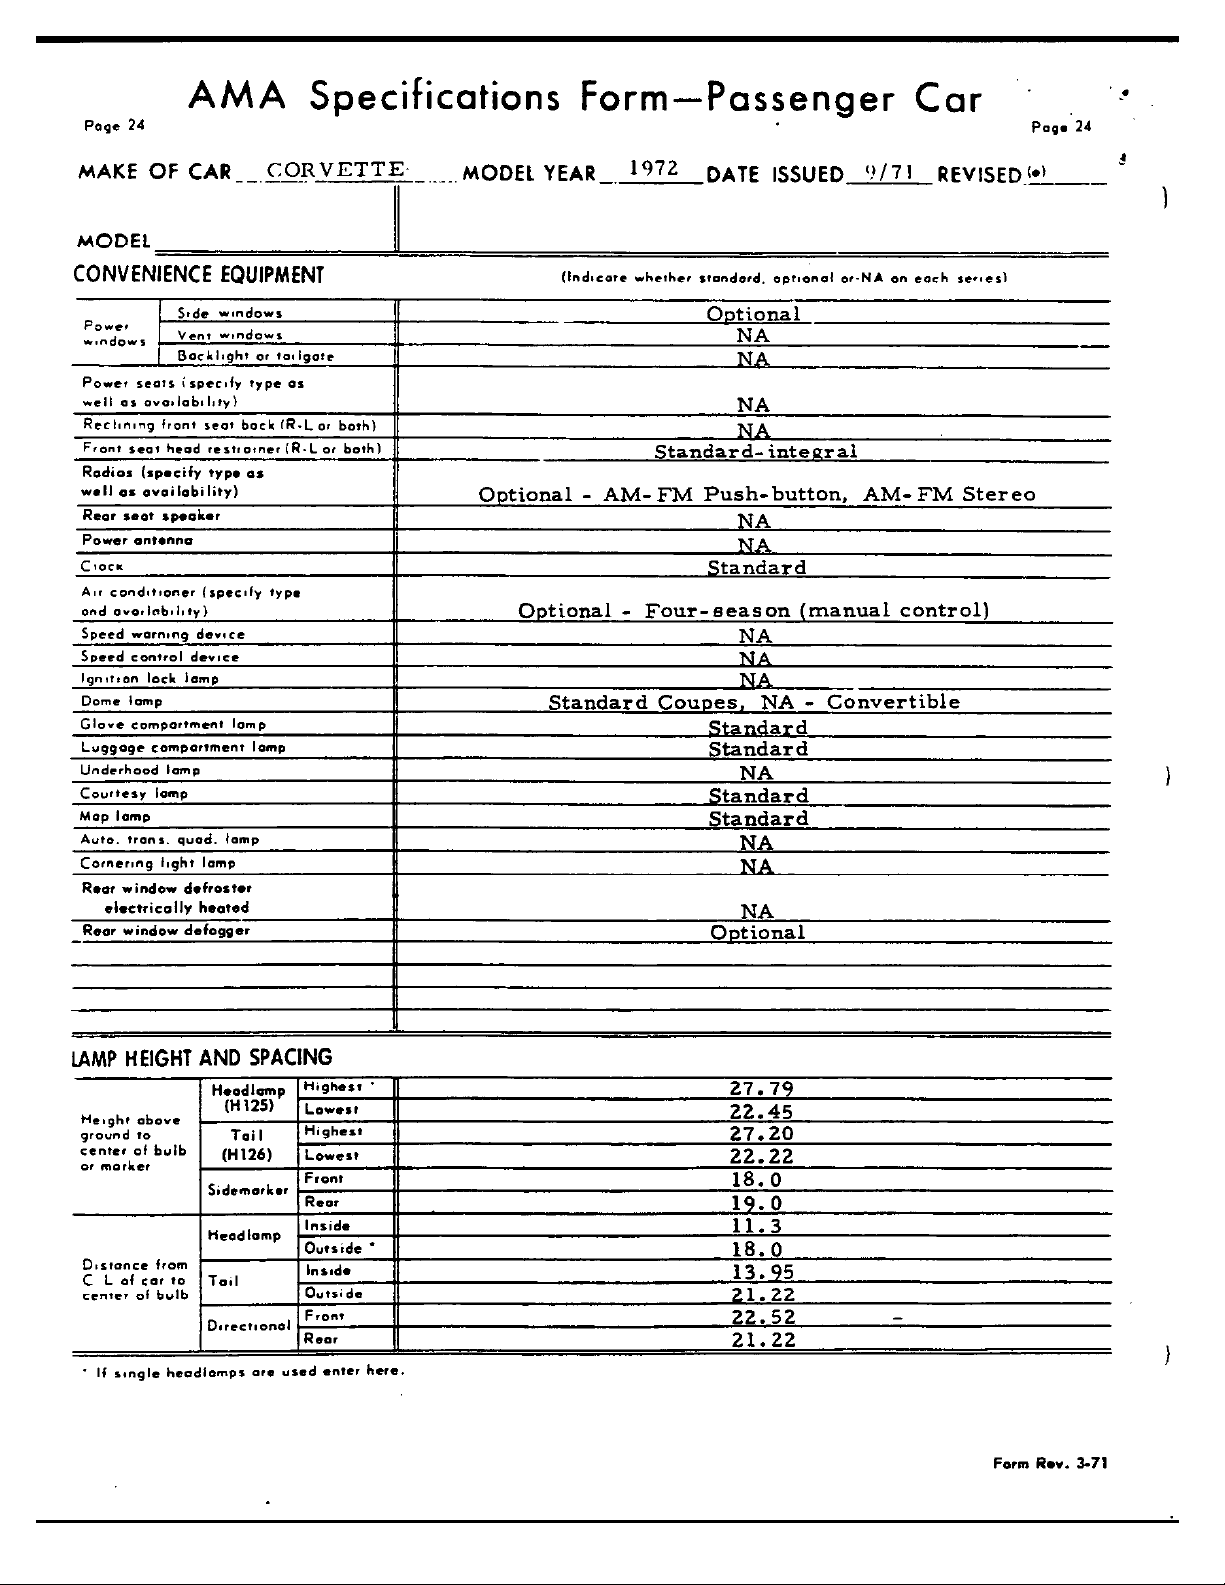 AMA Specifications Form—Passenger Car
Page 24 Page 24
MAKE OF CAR CORVETTE MODEL YEAR 1972 DATE ISSUED 9/71 REVISED (•)
MODEL
CONVENIENCE EQUIPMENT (Indicate whether standard, optional or-NA on each series)
Power windows Side windows Optional
Vent windows NA
Backlight or tailgate NA
Power seats (specify type as
well as availability) NA
Reclining front seat back (R-L or both) NA
Front seat head restrainer (R-L or both) Standard-integral
Radios (specify type as
well as availability) Optional - AM-FM Push-button, AM-FM Stereo
Rear seat speaker NA
Power antenna NA
Clock Standard
Air conditioner (specify type
and availability) Optional - Four-season (manual control)
Speed warning device NA
Speed control device NA
Ignition lock lamp NA
Dome lamp Standard Coupes, NA - Convertible
Glove compartment lamp Standard
Luggage compartment lamp Standard
Underhood lamp NA
Courtesy lamp Standard
Map lamp Standard
Auto. trans. quad. lamp NA
Cornering light lamp NA
Rear window defroster
electrically heated NA
Rear window defogger Optional
LAMP HEIGHT AND SPACING
Height above
ground to
center of bulb
or marker
Headlamp (H125) Highest * 27.79
Lowest 22.45
Tail (H126) Highest 27.20
Lowest 22.22
Sidemarker Front 18.0
Rear 19.0
Distance from
C L of car to
center of bulb
Headlamp Inside 11.3
Outside * 18.0
Tail Inside 13.95
Outside 21.22
Directional Front 22.52 –
Rear 21.22
* If single headlamps are used enter here.
Form Rev. 3-71